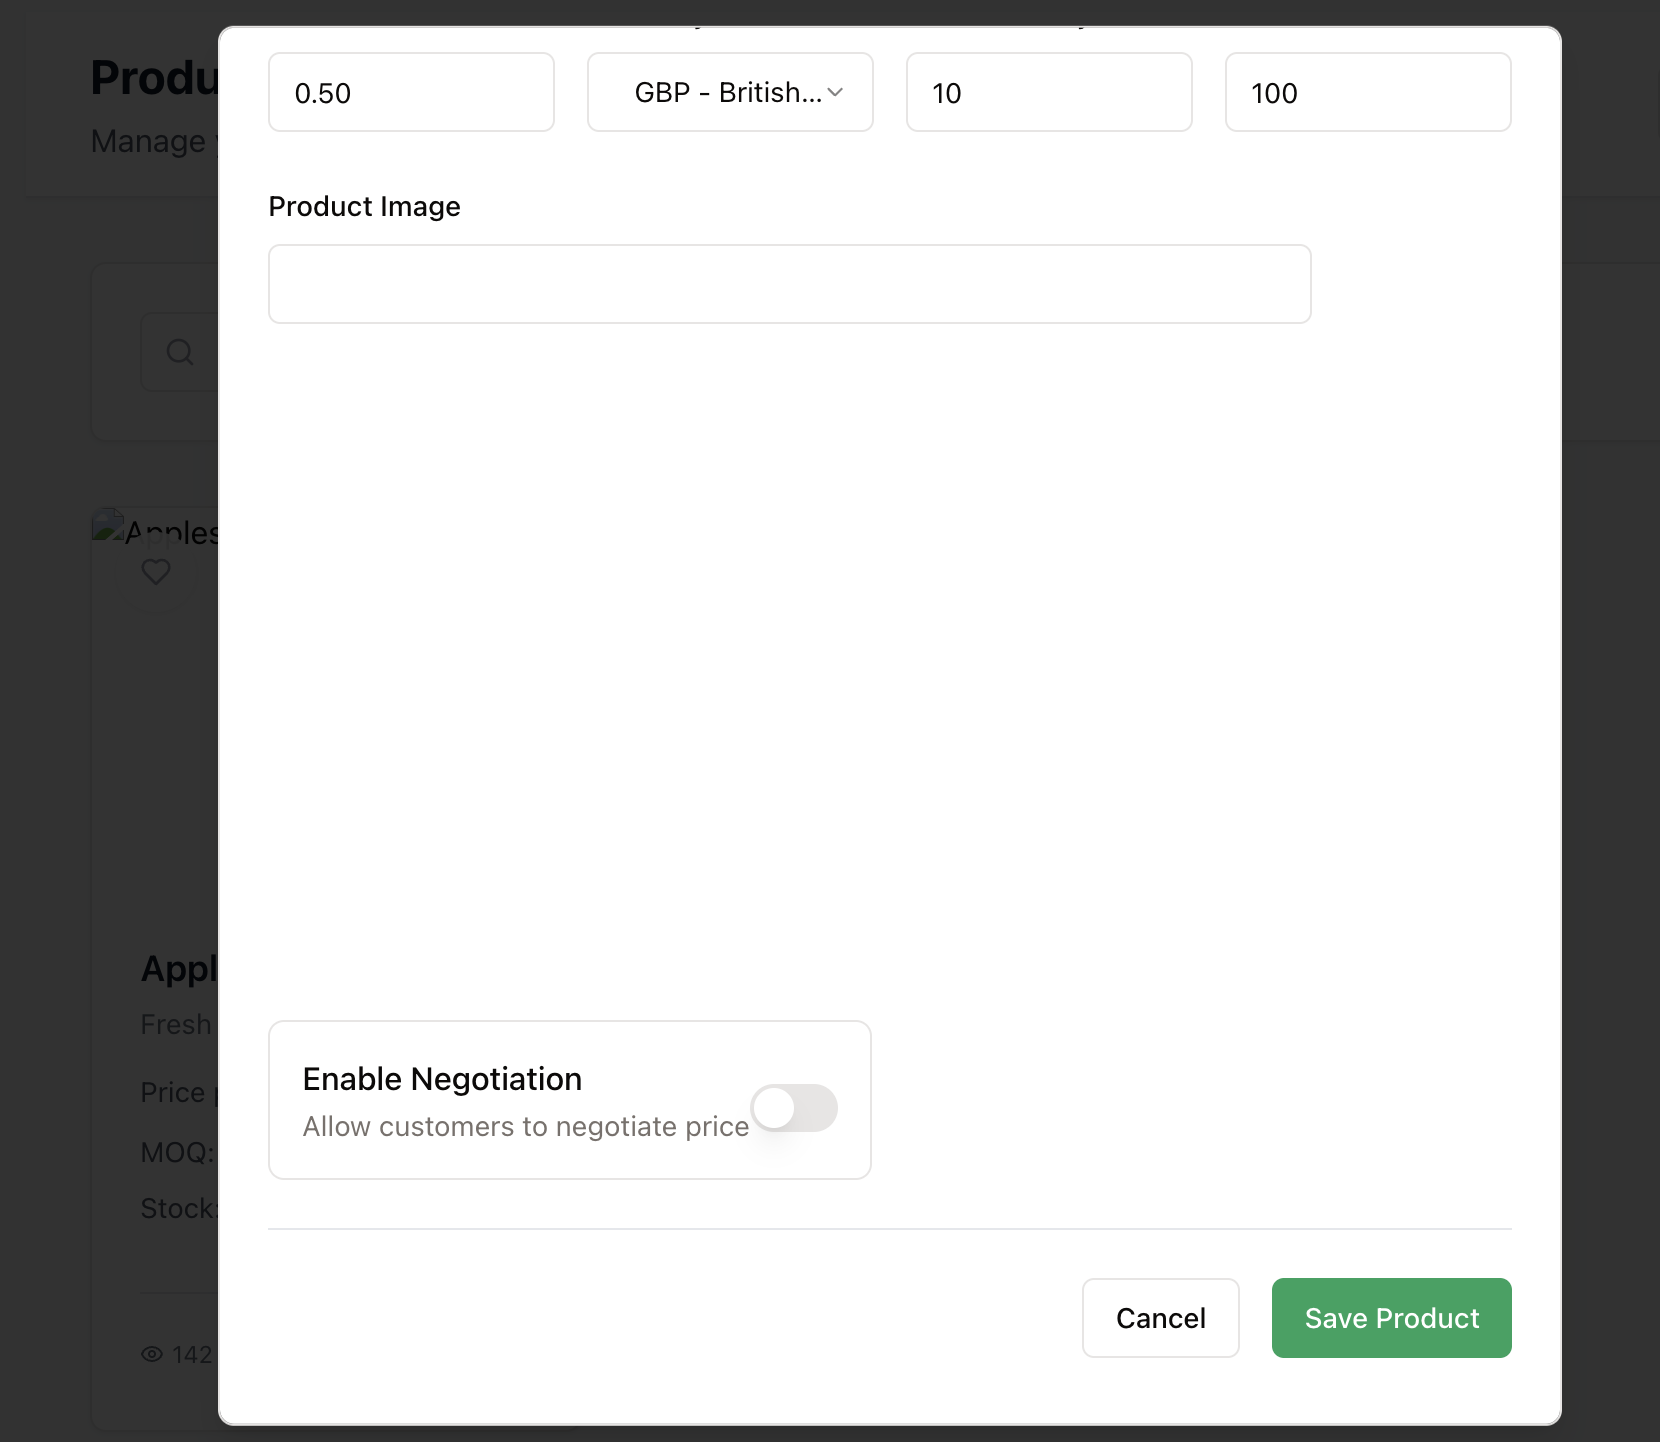 Produ
Manage
0.50
GBP - British...
10
100
Product Image
Apples
Appl
Fresh
Price
MOQ:
Stock:
142
Enable Negotiation
Allow customers to negotiate price
Cancel
Save Product